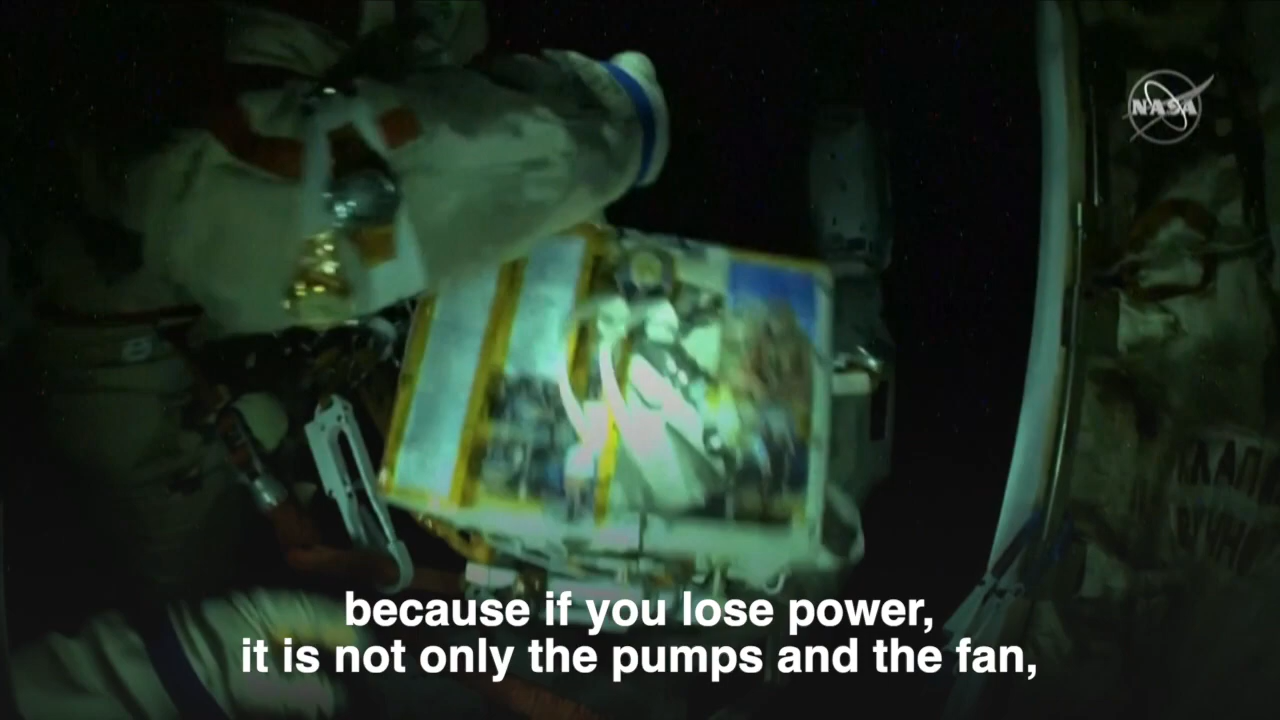 NASA
because if you lose power,
it is not only the pumps and the fan,